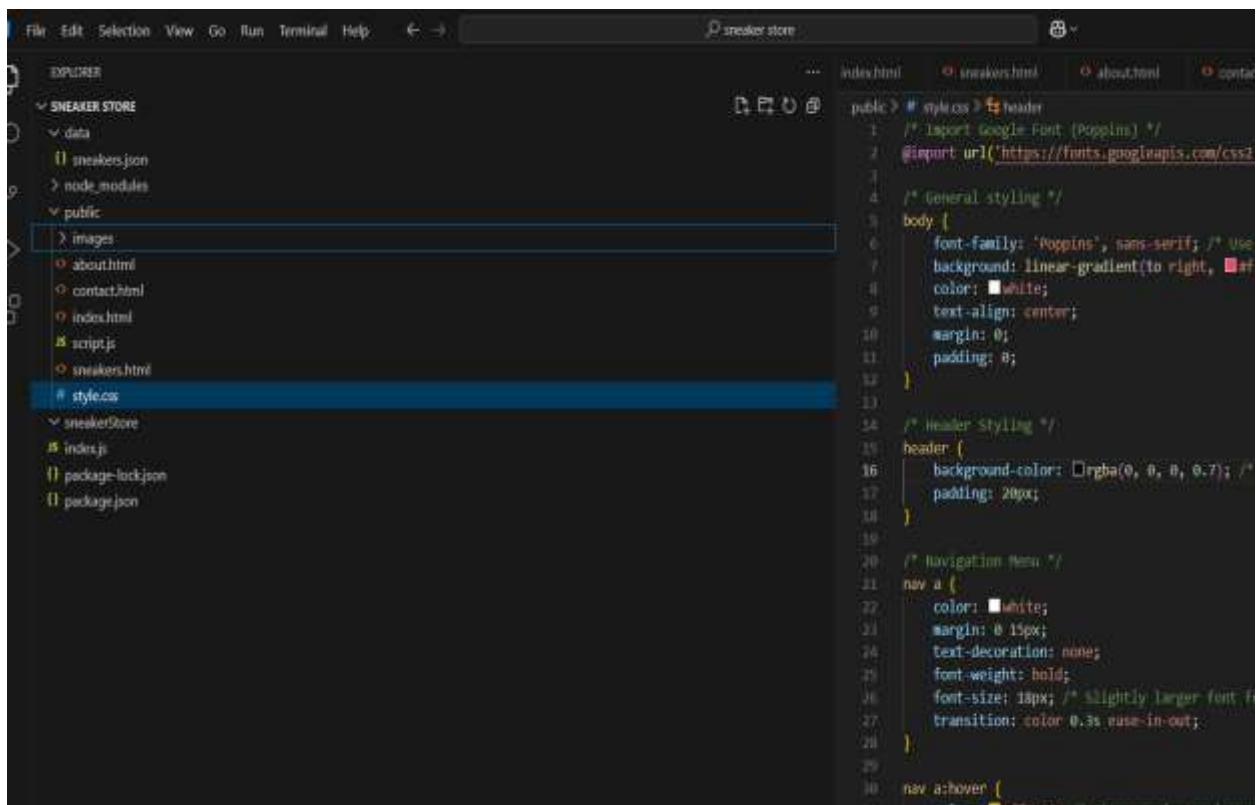 File Edit Selection View Go Run Terminal Help
sneaker store
EXPLORER
SNEAKER STORE
data
{} sneakers.json
node_modules
public
images
about.html
contact.html
index.html
JS script.js
sneakers.html
# style.css
sneakerStore
JS index.js
{} package-lock.json
{} package.json
index.html sneakers.html about.html contac
public > # style.css > header
1 /* Import Google Font (Poppins) */
2 @import url('https://fonts.googleapis.com/css2
3
4 /* General styling */
5 body {
6 font-family: 'Poppins', sans-serif; /* Use
7 background: linear-gradient(to right, #f
8 color: white;
9 text-align: center;
10 margin: 0;
11 padding: 0;
12 }
13
14 /* Header Styling */
15 header {
16 background-color: rgba(0, 0, 0, 0.7); /*
17 padding: 20px;
18 }
19
20 /* Navigation Menu */
21 nav a {
22 color: white;
23 margin: 0 15px;
24 text-decoration: none;
25 font-weight: bold;
26 font-size: 18px; /* Slightly larger font f
27 transition: color 0.3s ease-in-out;
28 }
29
30 nav a:hover {